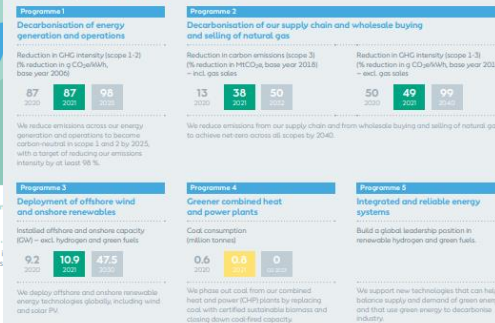 Programme 1
Decarbonisation of energy
generation and operations
Reduction in GHG intensity (scope 1-2)
(% reduction in g CO₂e/kWh,
base year 2006)
87 87 98
2020 2021 2025
We reduce emissions across our energy
generation and operations to become
carbon-neutral in scope 1 and 2 by 2025,
with a target of reducing our emissions
intensity by at least 98 %.
Programme 2
Decarbonisation of our supply chain and wholesale buying
and selling of natural gas
Reduction in carbon emissions (scope 3)
(% reduction in MtCO₂e, base year 2018)
– incl. gas sales
13 38 50
2020 2021
Reduction in GHG intensity (scope 1-3)
(% reduction in g CO₂e/kWh, base year
– excl. gas sales
50 49 99
2020 2021 2040
We reduce emissions from our supply chain and from wholesale buying and selling of natural
to achieve net zero across all scopes by 2040.
Programme 3
Deployment of offshore wind
and onshore renewables
Installed offshore and onshore capacity
(GW) – excl. hydrogen and green fuels
9.2 10.9 47.5
2020 2021 2030
We deploy offshore and onshore renewable
energy technologies globally, including wind
and solar PV.
Programme 4
Greener combined heat
and power plants
Coal consumption
(million tonnes)
0.6 0.8 0
2020 2021
We phase out coal from our combined
heat and power (CHP) plants by replacing
coal with certified sustainable biomass and
closing down coal-fired capacity.
Programme 5
Integrated and reliable energy
systems
Build a global leadership position in
renewable hydrogen and green fuels.
We support new technologies that can help
balance supply and demand of green
and that use green energy to decarbonise
industry.